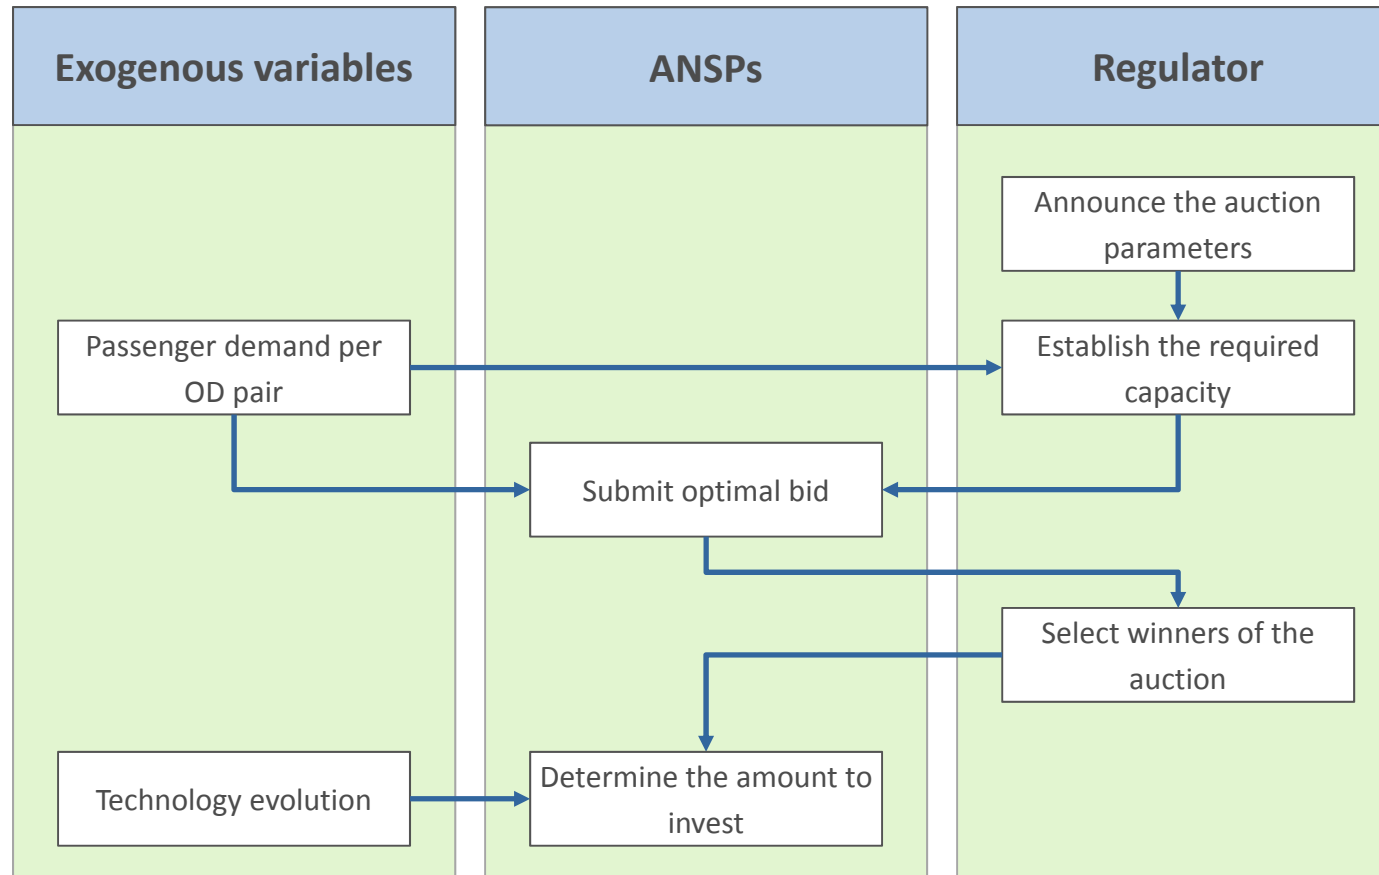 Exogenous variables
ANSPs
Regulator
Announce the auction
parameters
Passenger demand per
OD pair
Establish the required
capacity
Submit optimal bid
Select winners of the
auction
Technology evolution
Determine the amount to
invest